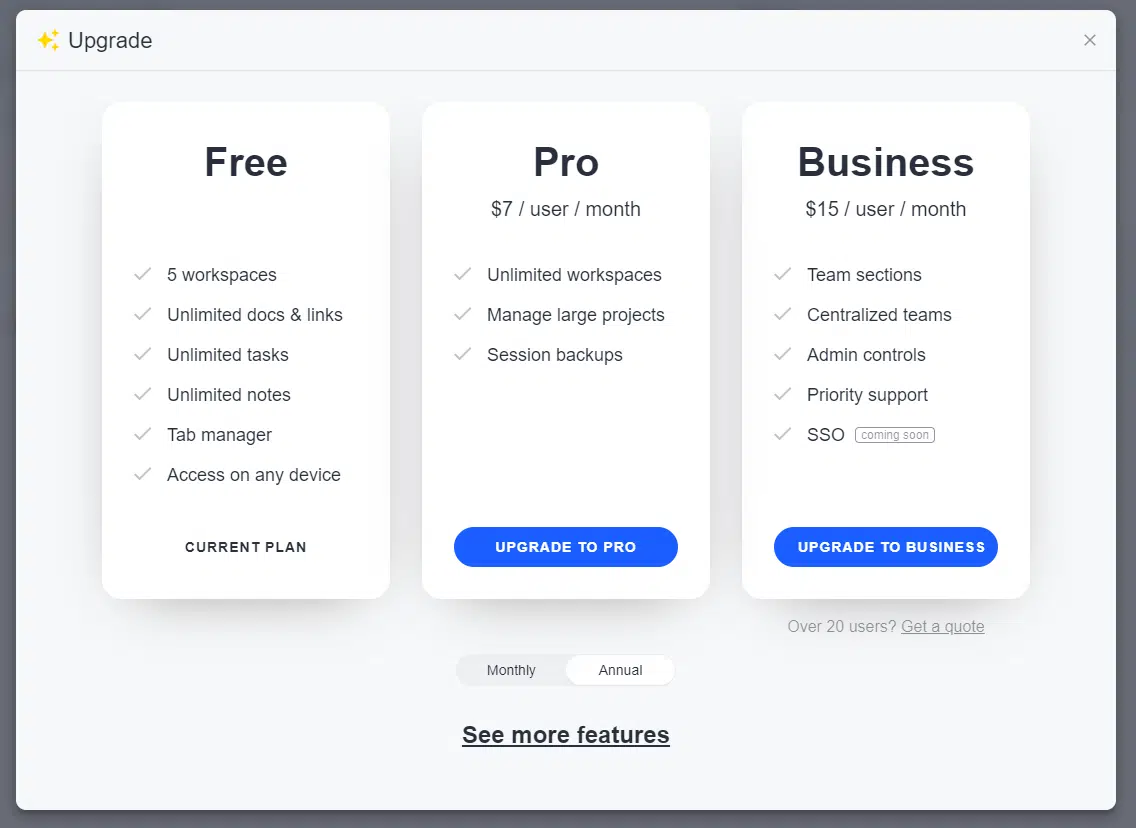 Upgrade
Free
5 workspaces
Unlimited docs & links
Unlimited tasks
Unlimited notes
Tab manager
Access on any device
CURRENT PLAN
Pro
$7 / user / month
Unlimited workspaces
Manage large projects
Session backups
UPGRADE TO PRO
Business
$15 / user / month
Team sections
Centralized teams
Admin controls
Priority support
SSO coming soon
UPGRADE TO BUSINESS
Over 20 users? Get a quote
Monthly Annual
See more features